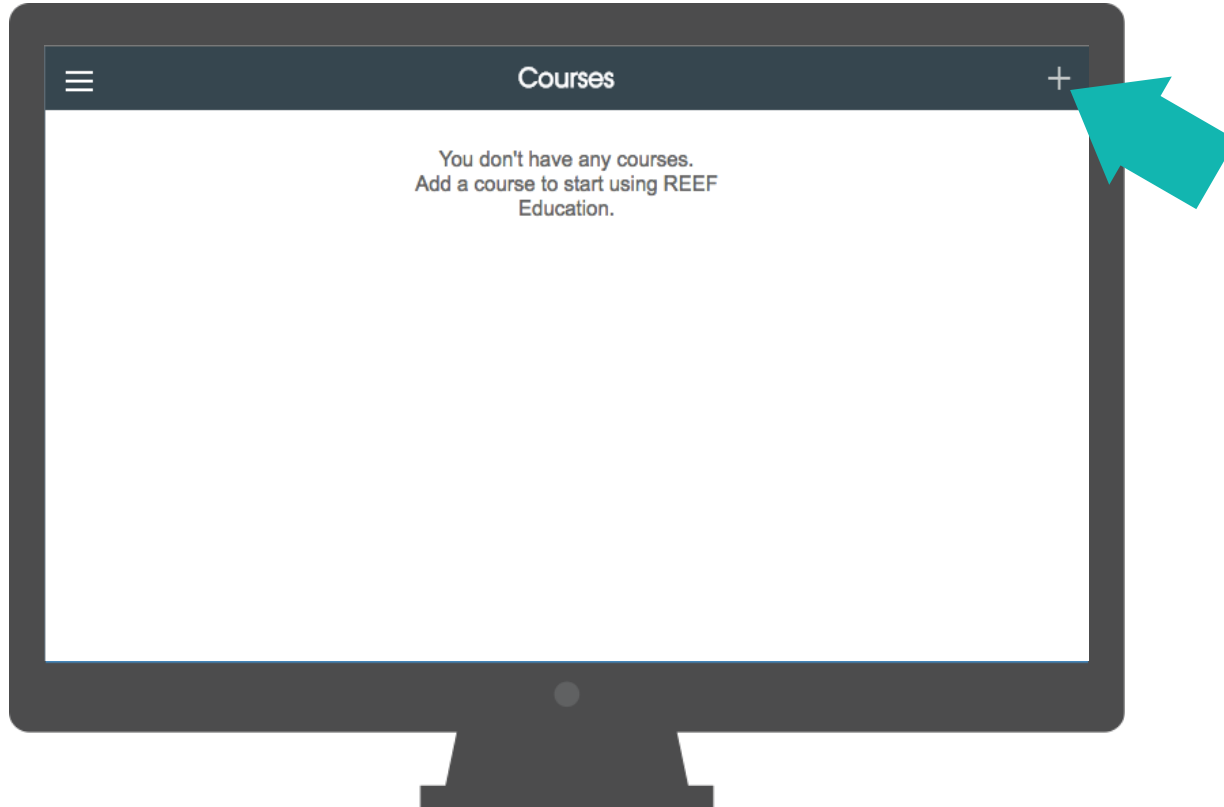 Courses
You don't have any courses.
Add a course to start using REEF
Education.